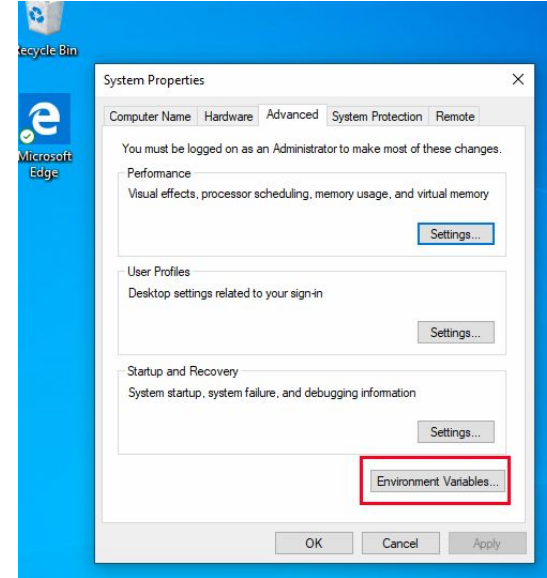 Recycle Bin
Microsoft
Edge
System Properties
Computer Name Hardware Advanced System Protection Remote
You must be logged on as an Administrator to make most of these changes.
Performance
Visual effects, processor scheduling, memory usage, and virtual memory
Settings...
User Profiles
Desktop settings related to your sign-in
Settings...
Startup and Recovery
System startup, system failure, and debugging information
Settings...
Environment Variables...
OK Cancel Apply